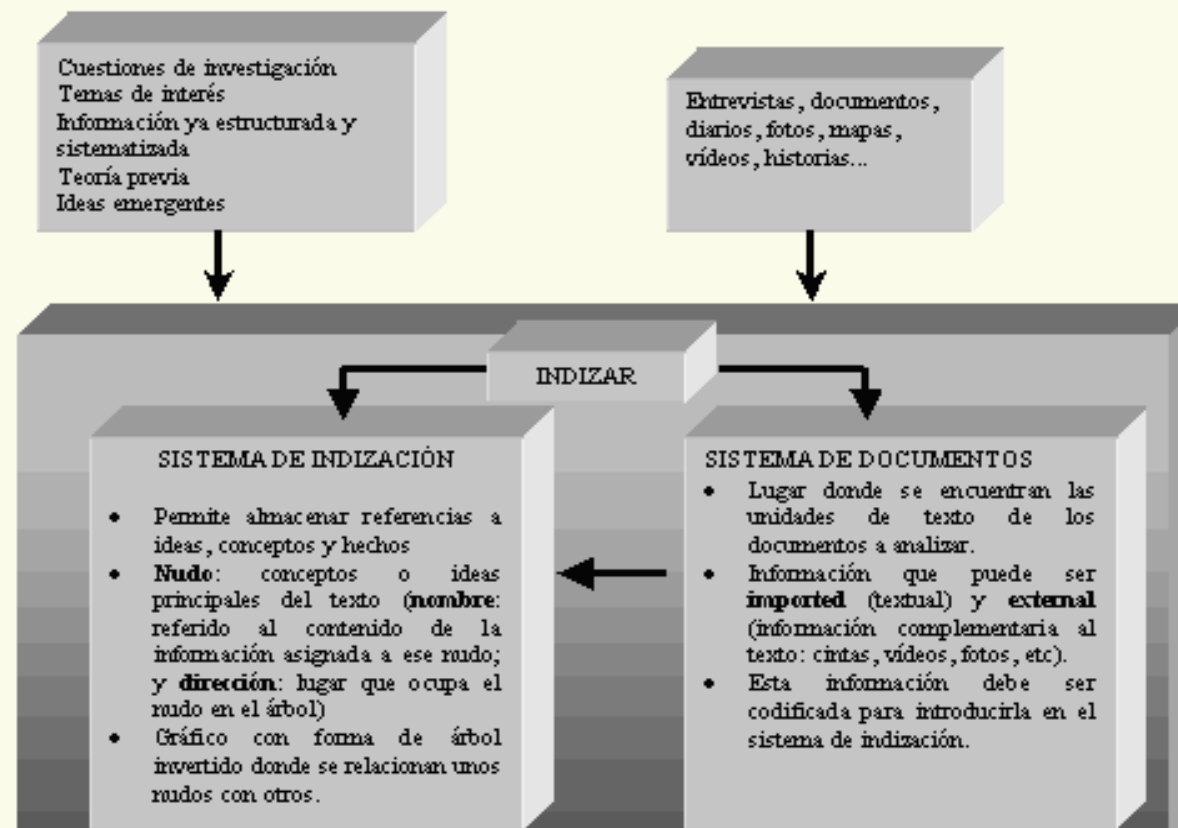 Cuestiones de investigación
Temas de interés
Información ya estructurada y
sistematizada
Teoría previa
Ideas emergentes
Entrevistas, documentos,
diarios, fotos, mapas,
vídeos, historias...
INDIZAR
SISTEMA DE INDIZACIÓN
• Permite almacenar referencias a
ideas, conceptos y hechos
• Nudo: conceptos o ideas
principales del texto (nombre:
referido al contenido de la
información asignada a ese nudo;
y dirección: lugar que ocupa el
nudo en el árbol)
• Gráfico con forma de árbol
invertido donde se relacionan unos
nudos con otros.
SISTEMA DE DOCUMENTOS
• Lugar donde se encuentran las
unidades de texto de los
documentos a analizar.
• Información que puede ser
imported (textual) y external
(información complementaria al
texto: cintas, vídeos, fotos, etc).
• Esta información debe ser
codificada para introducirla en el
sistema de indización.